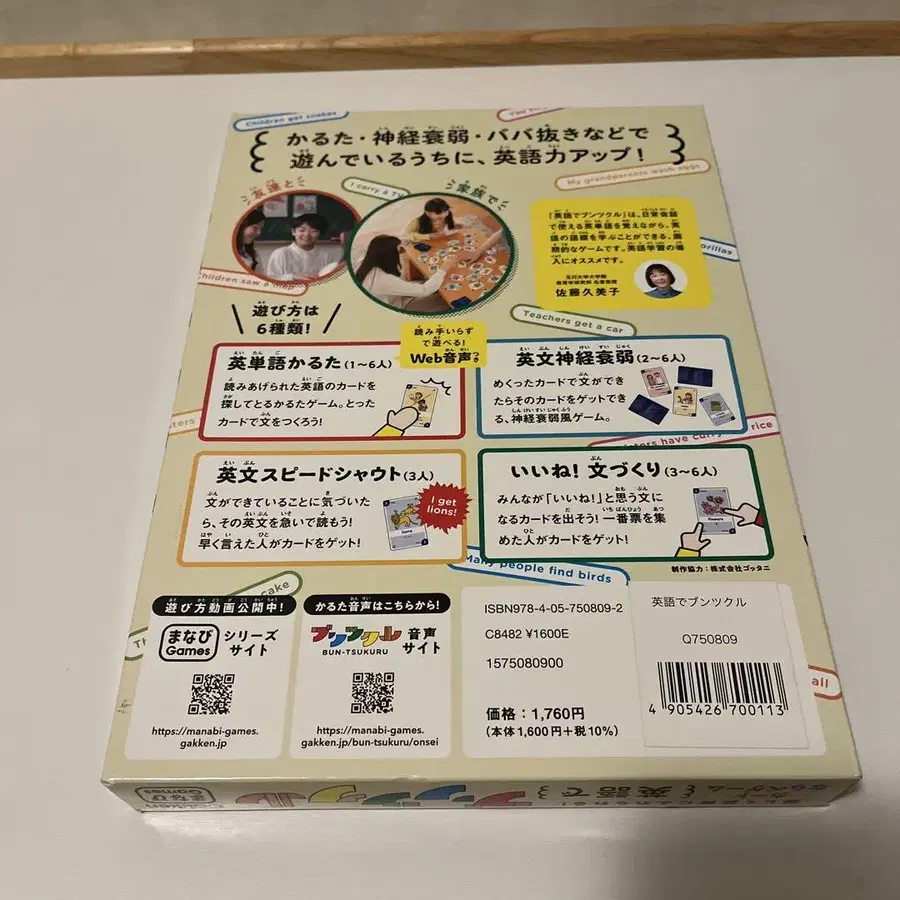 Children get snakes
かるた・神経衰弱・ババ抜きなどで
遊んでいるうちに、英語力アップ!
My grandparents wash eggs
友達と
I carry a TV
家族で
「英語でブンツクル」は、日常会話
で使える英単語を覚えながら、英
語の語順を学ぶことができる、画
期的なゲームです。英語学習の導
入にオススメです。
玉川大学大学院
教育学研究科 名誉教授
佐藤久美子
gorillas
Children saw a map
Teachers get a car
遊び方は
6種類!
読み手いらず
で遊べる!
Web音声つき
英単語かるた(1〜6人)
読みあげられた英語のカードを
探してとるかるたゲーム。とった
カードで文をつくろう!
英文神経衰弱(2〜6人)
めくったカードで文ができ
たらそのカードをゲットでき
る、神経衰弱風ゲーム。
sisters have curry rice
英文スピードシャウト(3人)
文ができていることに気づいた
ら、その英文を急いで読もう!
早く言えた人がカードをゲット!
I get
lions!
いいね! 文づくり(3〜6人)
みんなが「いいね!」と思う文に
なるカードを出そう! 一番票を集
めた人がカードをゲット!
制作協力:株式会社ゴッタニ
Many people find birds
cake
遊び方動画公開中!
まなび
Games
シリーズ
サイト
https://manabi-games.
gakken.jp
かるた音声はこちらから!
ブンツクル
BUN-TSUKURU
音声
サイト
https://manabi-games.
gakken.jp/bun-tsukuru/onsei
ISBN978-4-05-750809-2
C8482 ¥1600E
1575080900
価格:1,760円
(本体1,600円+税10%)
英語でブンツクル
Q750809
4 905426 700113
all
Gakken
まなび
Games
英語で
ブンツクル